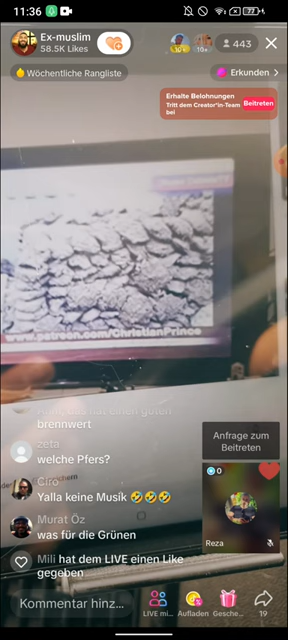 11:36
77
Ex-muslim
58.5K Likes
10+
443
Wöchentliche Rangliste
Erkunden >
Erhalte Belohnungen
Tritt dem Creator*in-Team
bei
Beitreten
www.patreon.com/ChristianPrince
einen guten
brennwert
zeta
welche Pfers?
Ciro
Yalla keine Musik 🤣🤣🤣
Murat Öz
was für die Grünen
Mili hat dem LIVE einen Like
gegeben
Anfrage zum
Beitreten
0
Reza
Kommentar hinz...
LIVE mi...
Aufladen
Gesche...
19